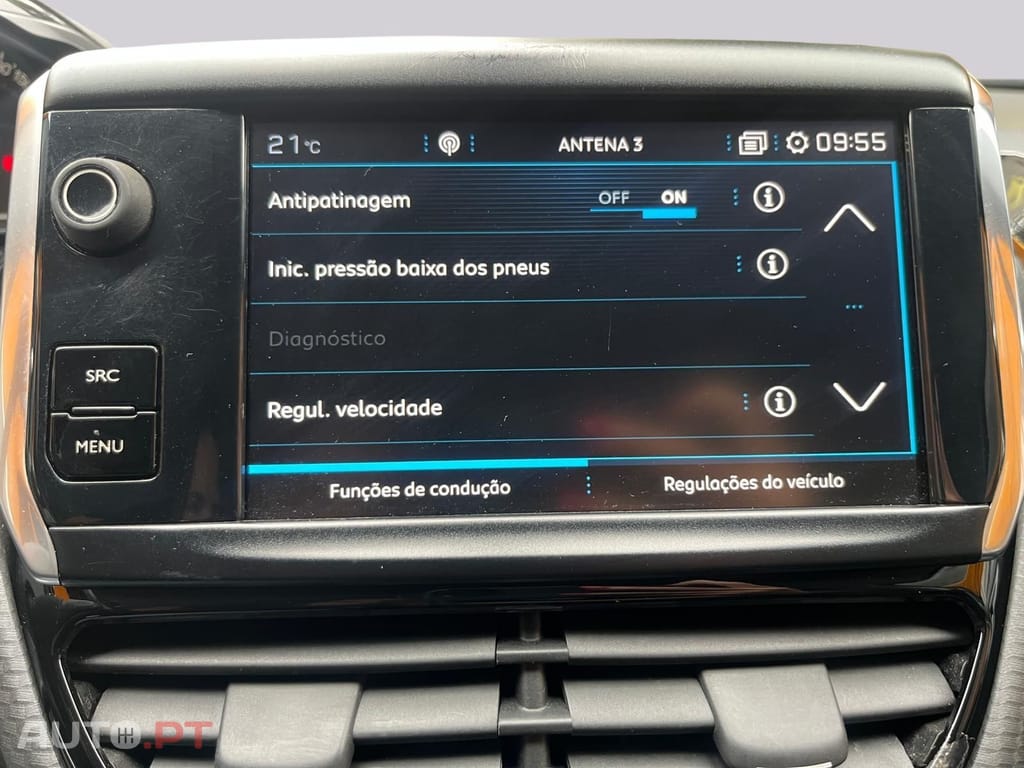 21°C
ANTENA 3
09:55
Antipatinagem OFF ON
Inic. pressão baixa dos pneus
Diagnóstico
Regul. velocidade
SRC
MENU
Funções de condução
Regulações do veículo
AUTO.PT